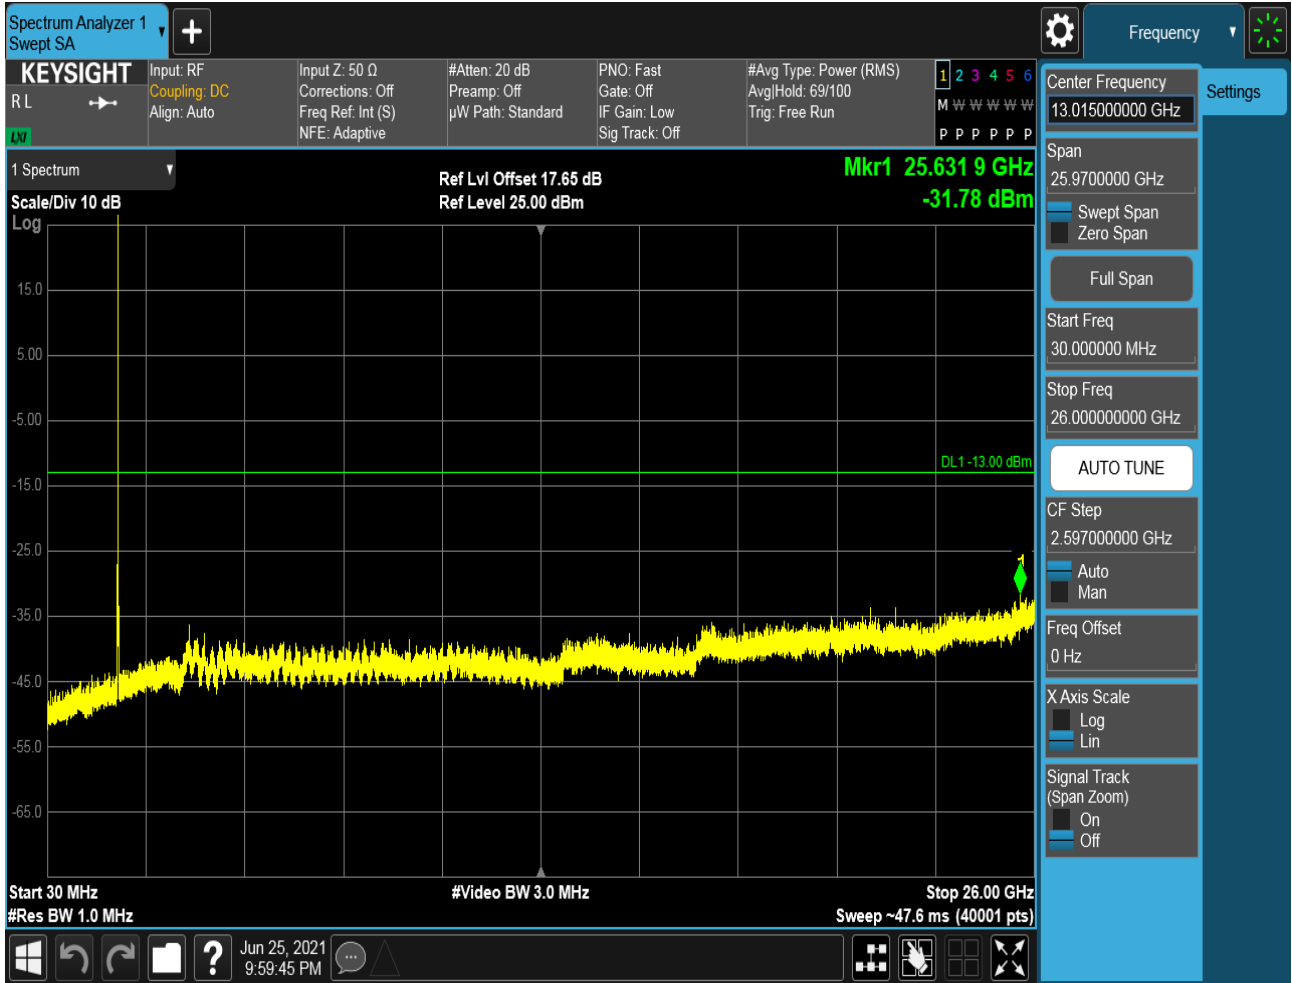 Spectrum Analyzer 1
Swept SA
Frequency
KEYSIGHT
R L
LXI
Input: RF
Coupling: DC
Align: Auto
Input Z: 50 Ω
Corrections: Off
Freq Ref: Int (S)
NFE: Adaptive
#Atten: 20 dB
Preamp: Off
µW Path: Standard
PNO: Fast
Gate: Off
IF Gain: Low
Sig Track: Off
#Avg Type: Power (RMS)
Avg|Hold: 69/100
Trig: Free Run
1 2 3 4 5 6
M W W W W W
P P P P P P
1 Spectrum
Scale/Div 10 dB
Log
Ref Lvl Offset 17.65 dB
Ref Level 25.00 dBm
Mkr1 25.631 9 GHz
-31.78 dBm
15.0
5.00
-5.00
-15.0
-25.0
-35.0
-45.0
-55.0
-65.0
DL1 -13.00 dBm
1
Start 30 MHz
#Res BW 1.0 MHz
#Video BW 3.0 MHz
Stop 26.00 GHz
Sweep ~47.6 ms (40001 pts)
?
Jun 25, 2021
9:59:45 PM
Center Frequency
13.015000000 GHz
Span
25.9700000 GHz
Swept Span
Zero Span
Full Span
Start Freq
30.000000 MHz
Stop Freq
26.000000000 GHz
AUTO TUNE
CF Step
2.597000000 GHz
Auto
Man
Freq Offset
0 Hz
X Axis Scale
Log
Lin
Signal Track
(Span Zoom)
On
Off
Settings